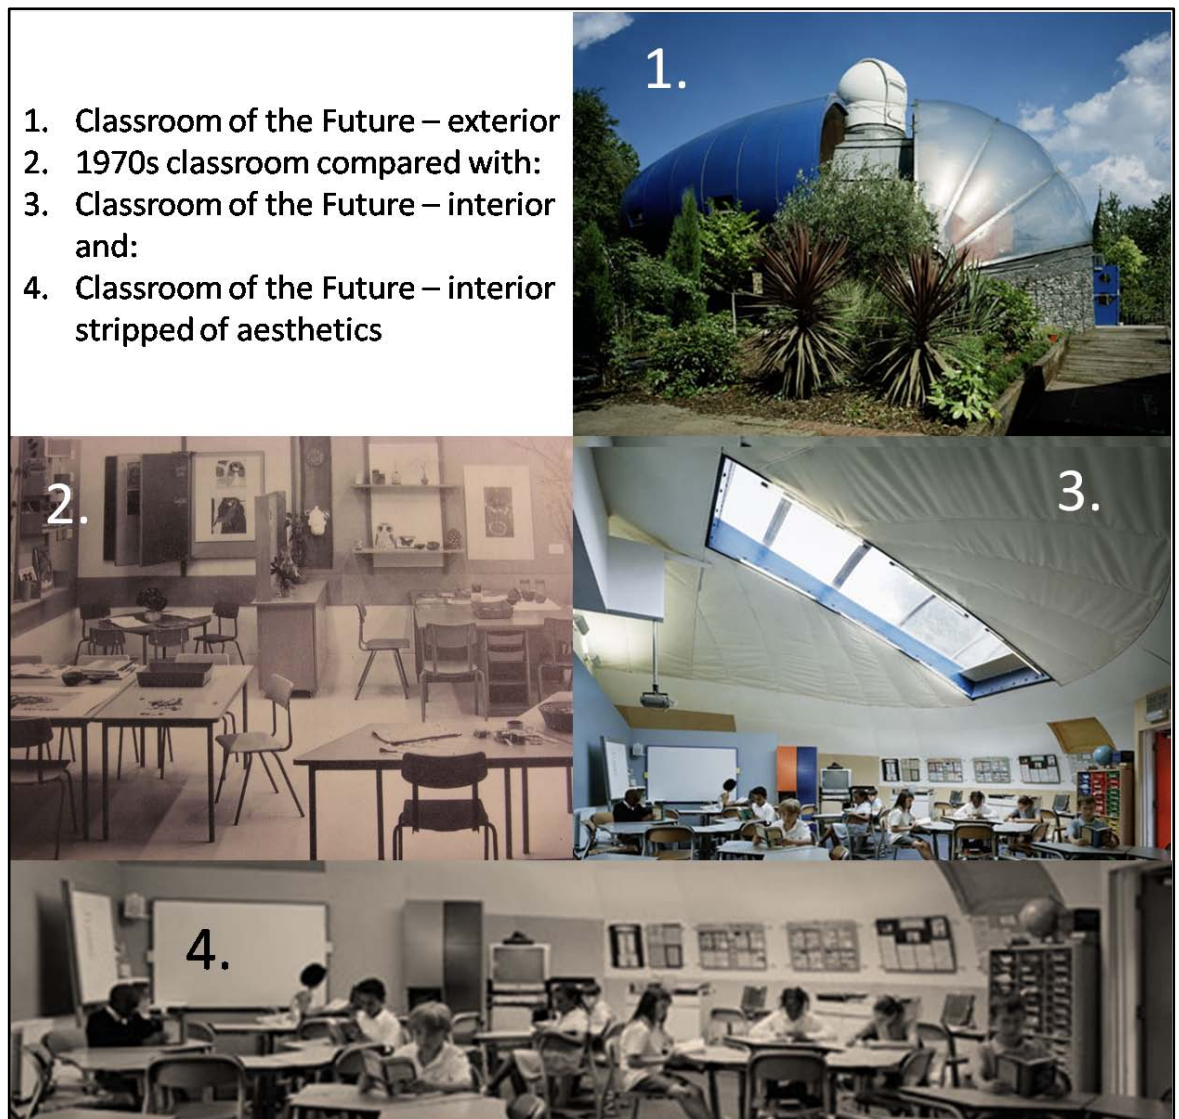 1. Classroom of the Future – exterior
2. 1970s classroom compared with:
3. Classroom of the Future – interior
and:
4. Classroom of the Future – interior
stripped of aesthetics
1.
2.
3.
4.